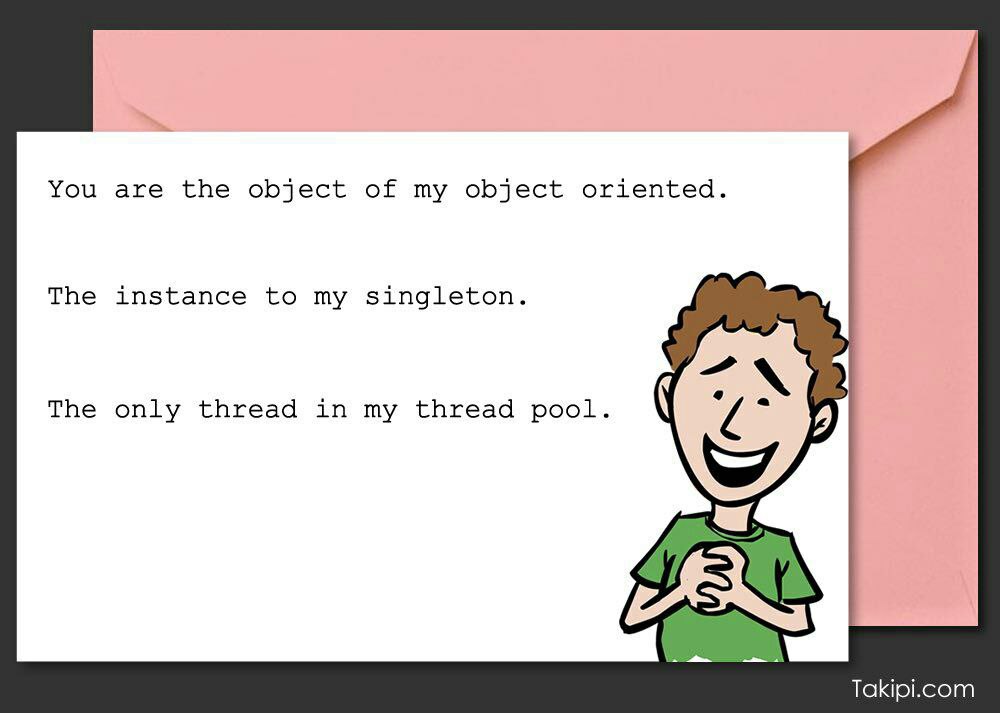 You are the object of my object oriented.
The instance to my singleton.
The only thread in my thread pool.
Takipi.com